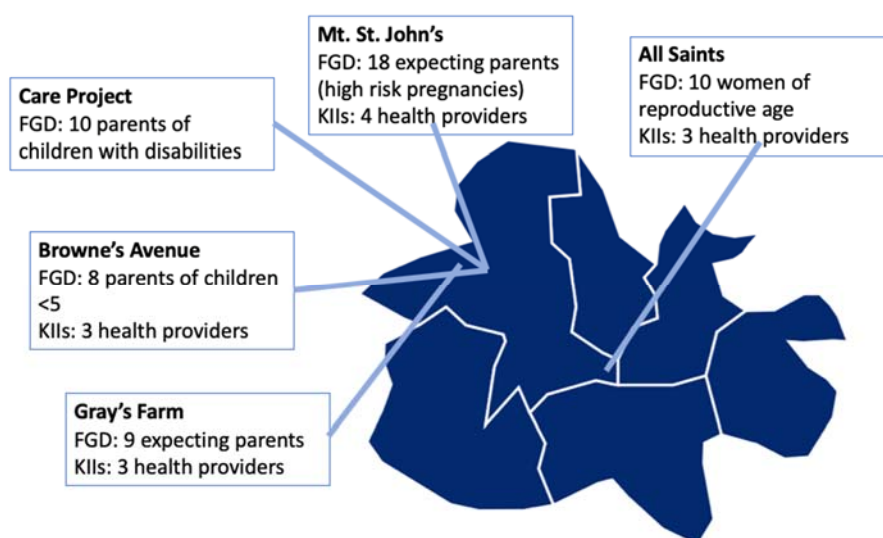 Mt. St. John’s
FGD: 18 expecting parents
(high risk pregnancies)
KIIs: 4 health providers
All Saints
FGD: 10 women of
reproductive age
KIIs: 3 health providers
Care Project
FGD: 10 parents of
children with disabilities
Browne’s Avenue
FGD: 8 parents of children
<5
KIIs: 3 health providers
Gray’s Farm
FGD: 9 expecting parents
KIIs: 3 health providers